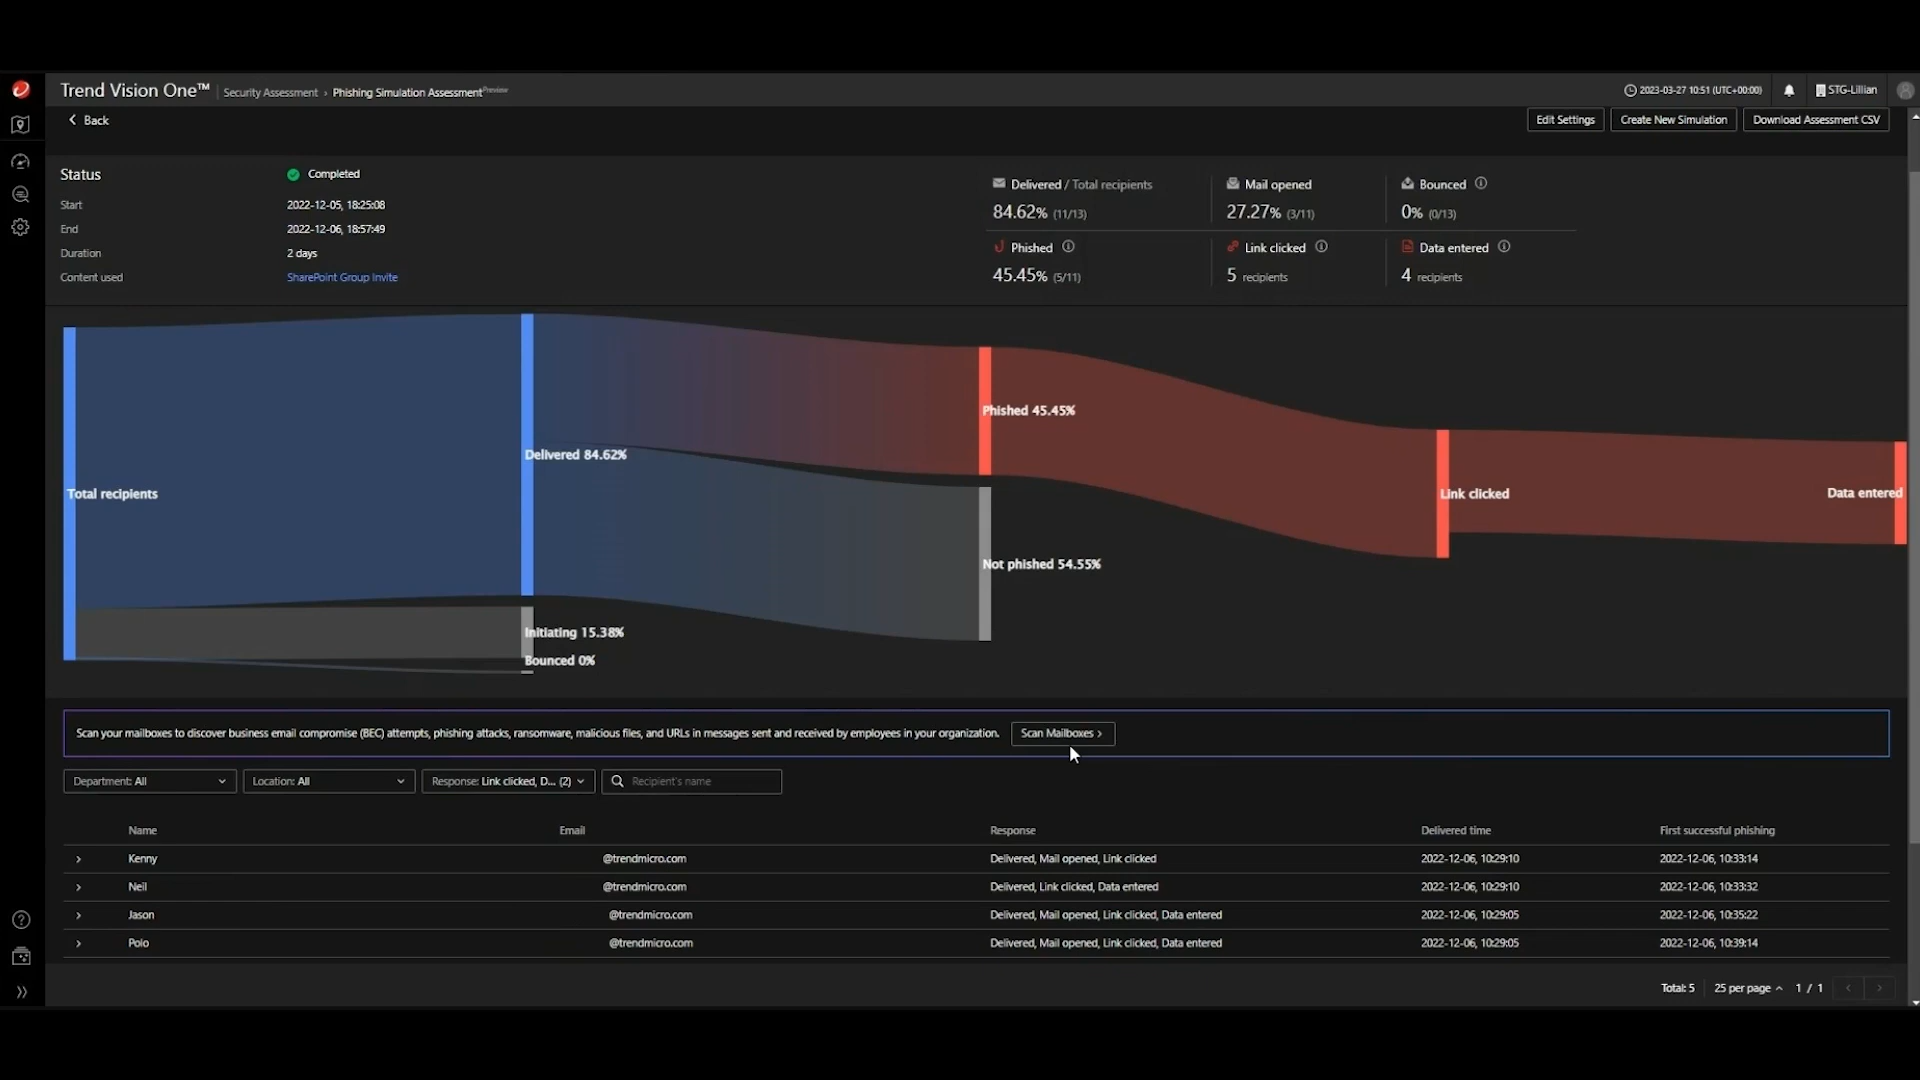 Trend Vision One™ Security Assessment › Phishing Simulation Assessment Preview
2023-03-27 10:51 (UTC+00:00) STG-Lillian
Back
Edit Settings Create New Simulation Download Assessment CSV
Status Completed
Start 2022-12-05, 18:25:08
End 2022-12-06, 18:57:49
Duration 2 days
Content used SharePoint Group Invite
Delivered / Total recipients Mail opened Bounced
84.62% (11/13) 27.27% (3/11) 0% (0/13)
Phished Link clicked Data entered
45.45% (5/11) 5 recipients 4 recipients
Phished 45.45%
Delivered 84.62%
Total recipients
Link clicked
Data entered
Not phished 54.55%
Initiating 15.38%
Bounced 0%
Scan your mailboxes to discover business email compromise (BEC) attempts, phishing attacks, ransomware, malicious files, and URLs in messages sent and received by employees in your organization. Scan Mailboxes ›
Department: All Location: All Response: Link clicked, D... (2) Recipient's name
Name Email Response Delivered time First successful phishing
Kenny @trendmicro.com Delivered, Mail opened, Link clicked 2022-12-06, 10:29:10 2022-12-06, 10:33:14
Neil @trendmicro.com Delivered, Link clicked, Data entered 2022-12-06, 10:29:10 2022-12-06, 10:33:32
Jason @trendmicro.com Delivered, Mail opened, Link clicked, Data entered 2022-12-06, 10:29:05 2022-12-06, 10:35:22
Polo @trendmicro.com Delivered, Mail opened, Link clicked, Data entered 2022-12-06, 10:29:05 2022-12-06, 10:39:14
Total: 5 25 per page 1 / 1